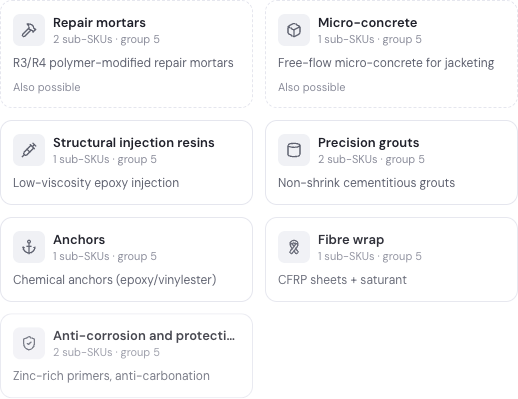 Repair mortars
2 sub-SKUs · group 5
R3/R4 polymer-modified repair mortars
Also possible
Micro-concrete
1 sub-SKUs · group 5
Free-flow micro-concrete for jacketing
Also possible
Structural injection resins
1 sub-SKUs · group 5
Low-viscosity epoxy injection
Precision grouts
2 sub-SKUs · group 5
Non-shrink cementitious grouts
Anchors
1 sub-SKUs · group 5
Chemical anchors (epoxy/vinylester)
Fibre wrap
1 sub-SKUs · group 5
CFRP sheets + saturant
Anti-corrosion and protecti...
2 sub-SKUs · group 5
Zinc-rich primers, anti-carbonation